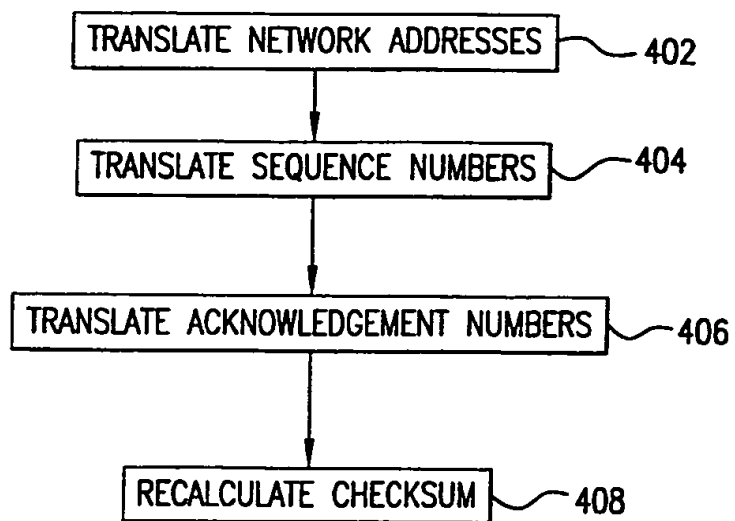 TRANSLATE NETWORK ADDRESSES 402
TRANSLATE SEQUENCE NUMBERS 404
TRANSLATE ACKNOWLEDGEMENT NUMBERS 406
RECALCULATE CHECKSUM 408